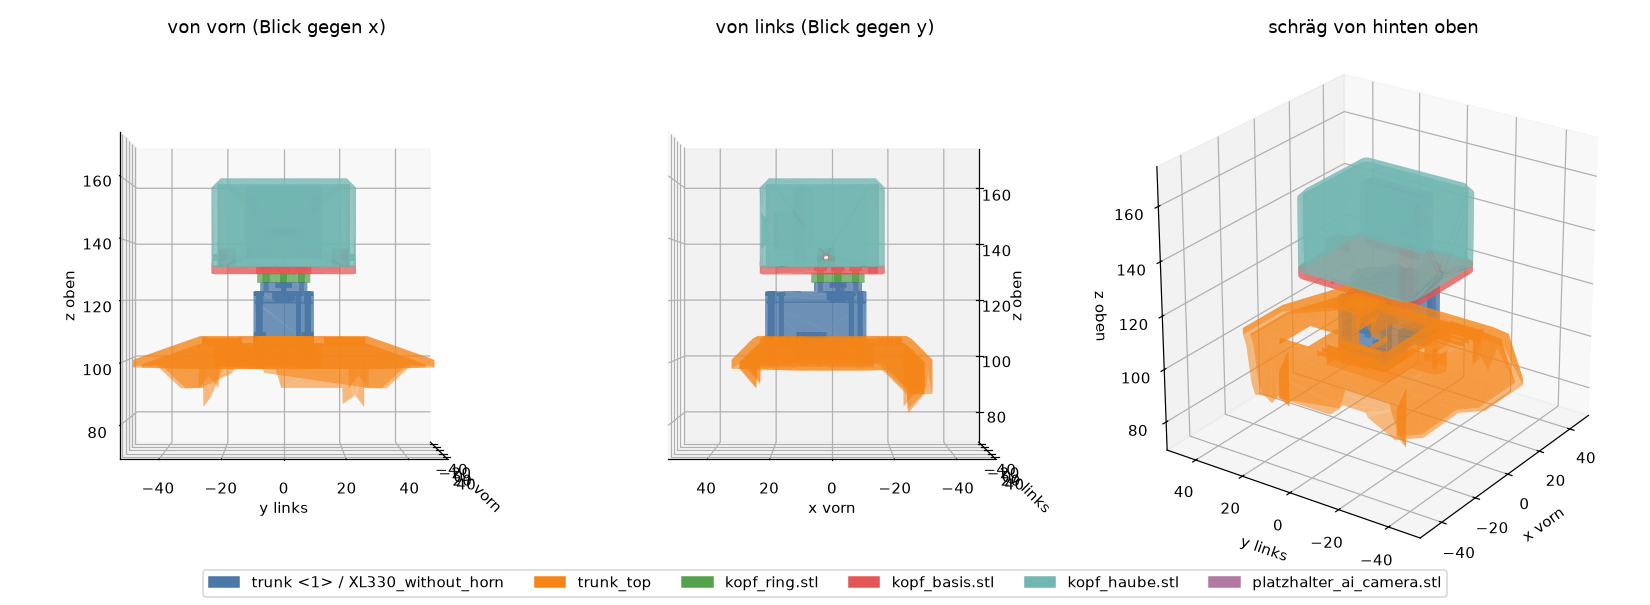 von vorn (Blick gegen x)
von links (Blick gegen y)
schräg von hinten oben
160
140
120
100
80
z oben
−40
−20
0
20
40
y links
vorn
160
140
120
100
80
z oben
40
20
0
−20
−40
x vorn
links
160
140
120
100
80
z oben
40
20
0
−20
−40
y links
−40
−20
0
20
40
x vorn
trunk <1> / XL330_without_horn
trunk_top
kopf_ring.stl
kopf_basis.stl
kopf_haube.stl
platzhalter_ai_camera.stl